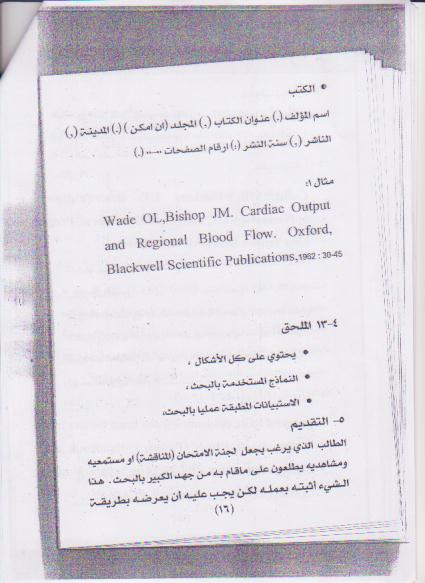 • الكتب
اسم المؤلف (.) عنوان الكتاب (.) المجلد (ان امكن ) (.) المدينة (,)
الناشر (,) سنة النشر (:) ارقام الصفحات ..-.. (.)
مثال ١:
Wade OL,Bishop JM. Cardiac Output
and Regional Blood Flow. Oxford,
Blackwell Scientific Publications,1962 : 30-45
٤-١٣ الملحق
• يحتوي على كل الأشكال ،
• النماذج المستخدمة بالبحث ،
• الاستبيانات المطبقة عمليا بالبحث،
٥- التقديم
الطالب الذي يرغب بجعل لجنة الامتحان (المناقشة) او مستمعيه
ومشاهديه يطلعون على ماقام به من جهد الكبير بالبحث . هذا
الشيء أثبته بعمله لكن يجب عليه أن يعرضه بطريقة
(١٦)